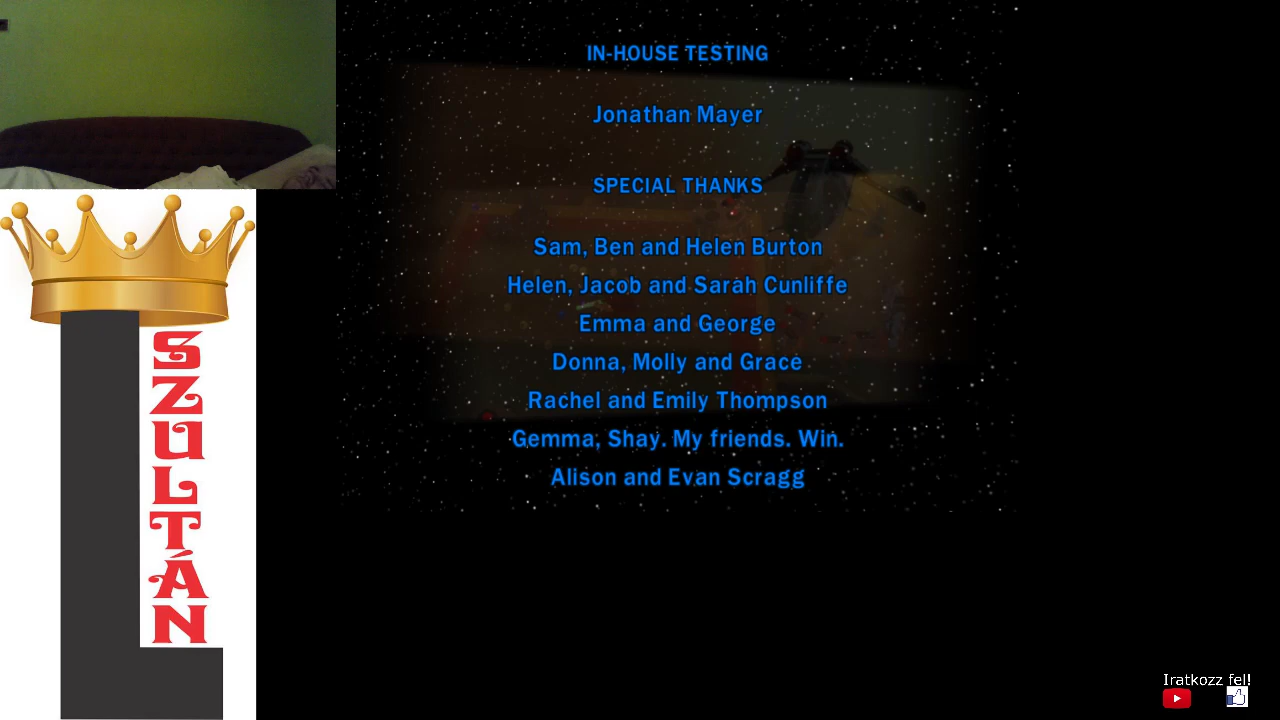 IN-HOUSE TESTING
Jonathan Mayer
SPECIAL THANKS
Sam, Ben and Helen Burton
Helen, Jacob and Sarah Cunliffe
Emma and George
Donna, Molly and Grace
Rachel and Emily Thompson
Gemma, Shay. My friends. Win.
Alison and Evan Scragg
L
SZULTÁN
Iratkozz fel!